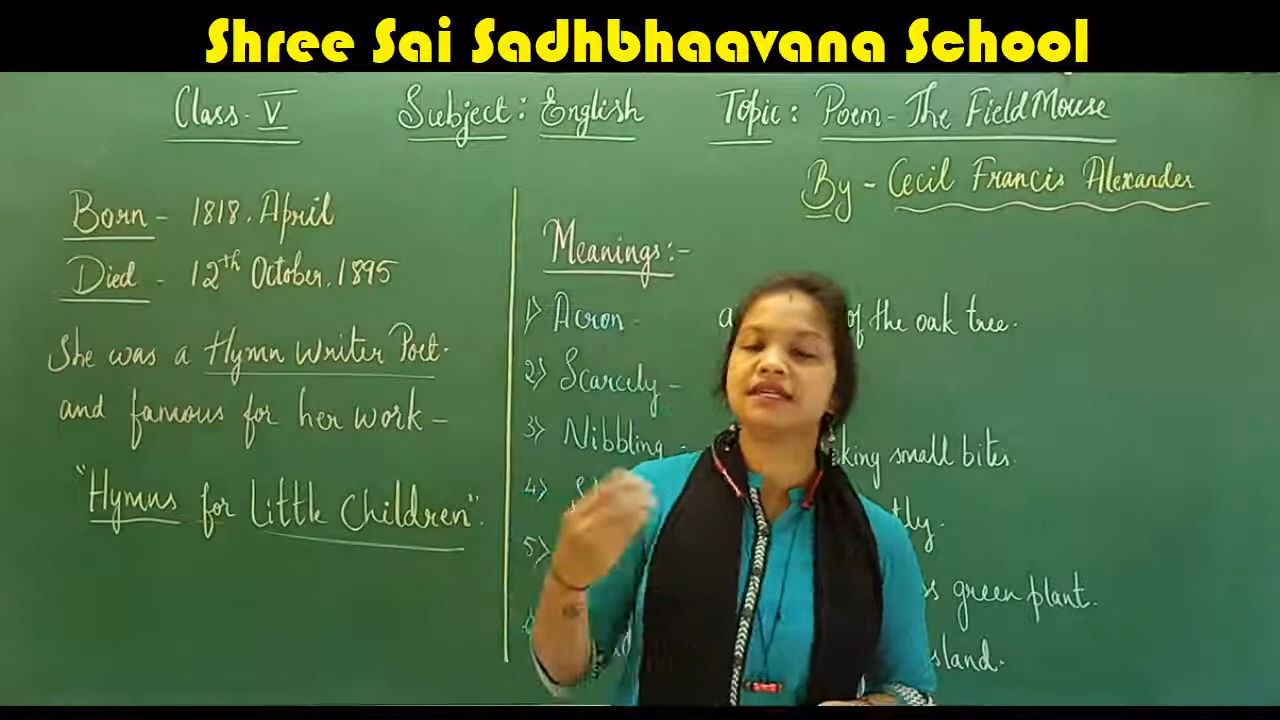 Shree Sai Sadhbhaavana School
Class - V Subject : English Topic : Poem - The Field Mouse
By - Cecil Francis Alexander
Born - 1818. April
Died - 12th October. 1895
She was a Hymn Writer Poet.
and famous for her work -
"Hymns for Little Children".
Meanings :-
1) Acron - a of the oak tree.
2) Scarcely -
3) Nibbling - king small bites.
4) tly.
5) ss green plant.
sland.